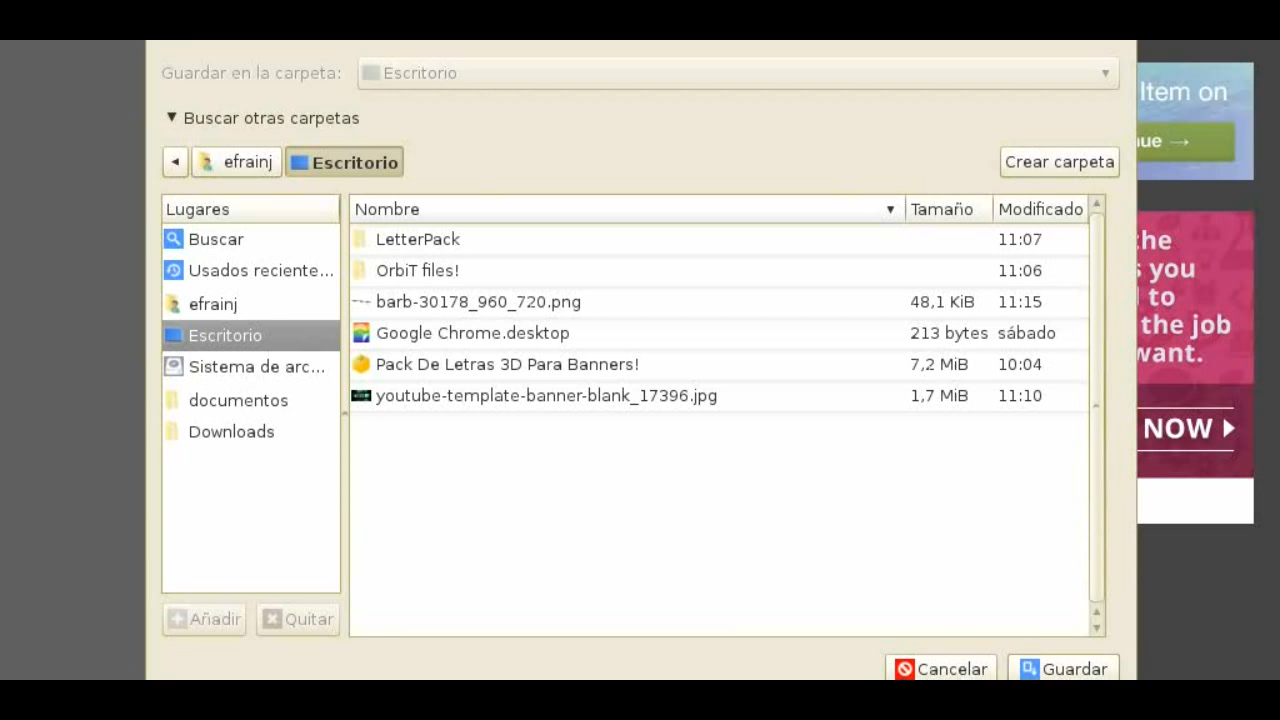 Guardar en la carpeta: Escritorio
Buscar otras carpetas
efrainj Escritorio Crear carpeta
Lugares Nombre Tamaño Modificado
Buscar LetterPack 11:07
Usados reciente... OrbiT files! 11:06
efrainj barb-30178_960_720.png 48,1 KiB 11:15
Escritorio Google Chrome.desktop 213 bytes sábado
Sistema de arc... Pack De Letras 3D Para Banners! 7,2 MiB 10:04
documentos youtube-template-banner-blank_17396.jpg 1,7 MiB 11:10
Downloads
Añadir Quitar
Cancelar Guardar
Item on
the
you
to
the job
want.
NOW